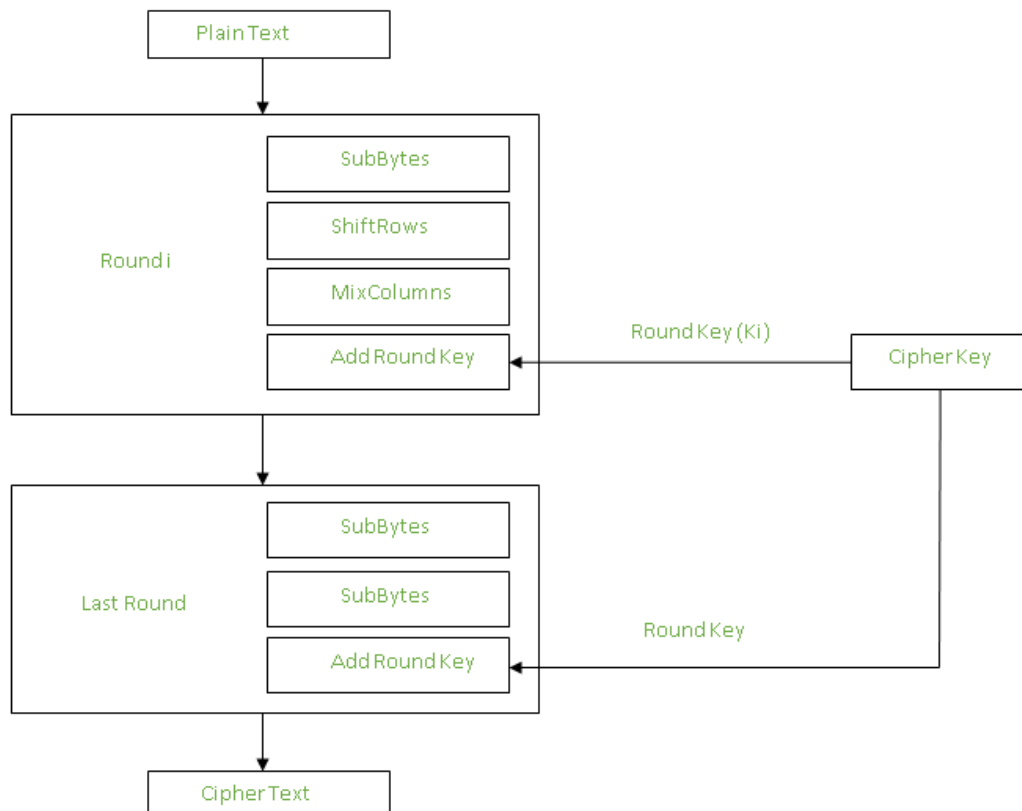 Plain Text
SubBytes
ShiftRows
Round i
MixColumns
Round Key (Ki)
Add Round Key
Cipher Key
SubBytes
SubBytes
Last Round
Round Key
Add Round Key
Cipher Text